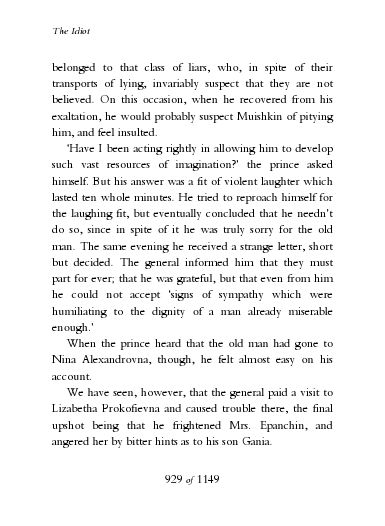 The Idiot
belonged to that class of liars, who, in spite of their
transports of lying, invariably suspect that they are not
believed. On this occasion, when he recovered from his
exaltation, he would probably suspect Muishkin of pitying
him, and feel insulted.
‘Have I been acting rightly in allowing him to develop
such vast resources of imagination?’ the prince asked
himself. But his answer was a fit of violent laughter which
lasted ten whole minutes. He tried to reproach himself for
the laughing fit, but eventually concluded that he needn’t
do so, since in spite of it he was truly sorry for the old
man. The same evening he received a strange letter, short
but decided. The general informed him that they must
part for ever; that he was grateful, but that even from him
he could not accept ‘signs of sympathy which were
humiliating to the dignity of a man already miserable
enough.’
When the prince heard that the old man had gone to
Nina Alexandrovna, though, he felt almost easy on his
account.
We have seen, however, that the general paid a visit to
Lizabetha Prokofievna and caused trouble there, the final
upshot being that he frightened Mrs. Epanchin, and
angered her by bitter hints as to his son Gania.
929 of 1149